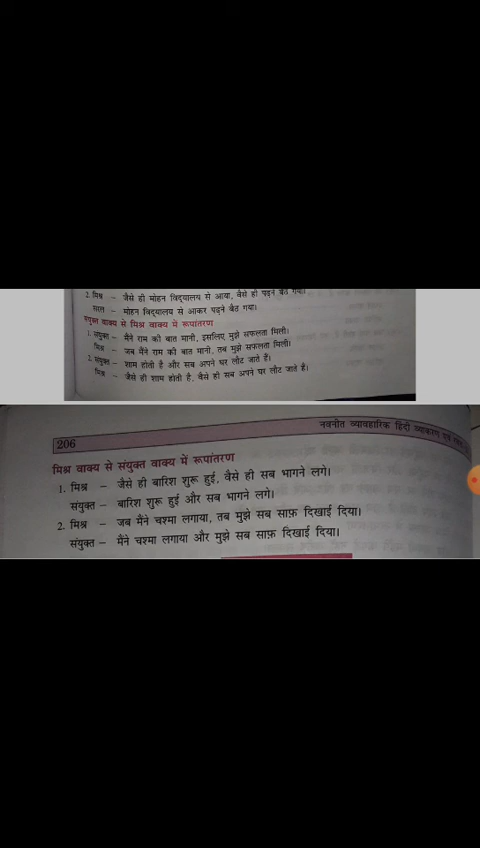 2. मिश्र – जैसे ही मोहन विद्यालय से आया, वैसे ही पढ़ने बैठ गया।
सरल – मोहन विद्यालय से आकर पढ़ने बैठ गया।
संयुक्त वाक्य से मिश्र वाक्य में रूपांतरण
1. संयुक्त – मैंने राम की बात मानी, इसलिए मुझे सफलता मिली।
मिश्र – जब मैंने राम की बात मानी, तब मुझे सफलता मिली।
2. संयुक्त – शाम होती है और सब अपने घर लौट जाते हैं।
मिश्र – जैसे ही शाम होती है, वैसे ही सब अपने घर लौट जाते हैं।
206
नवनीत व्यावहारिक हिंदी व्याकरण एवं
मिश्र वाक्य से संयुक्त वाक्य में रूपांतरण
1. मिश्र – जैसे ही बारिश शुरू हुई, वैसे ही सब भागने लगे।
संयुक्त – बारिश शुरू हुई और सब भागने लगे।
2. मिश्र – जब मैंने चश्मा लगाया, तब मुझे सब साफ़ दिखाई दिया।
संयुक्त – मैंने चश्मा लगाया और मुझे सब साफ़ दिखाई दिया।